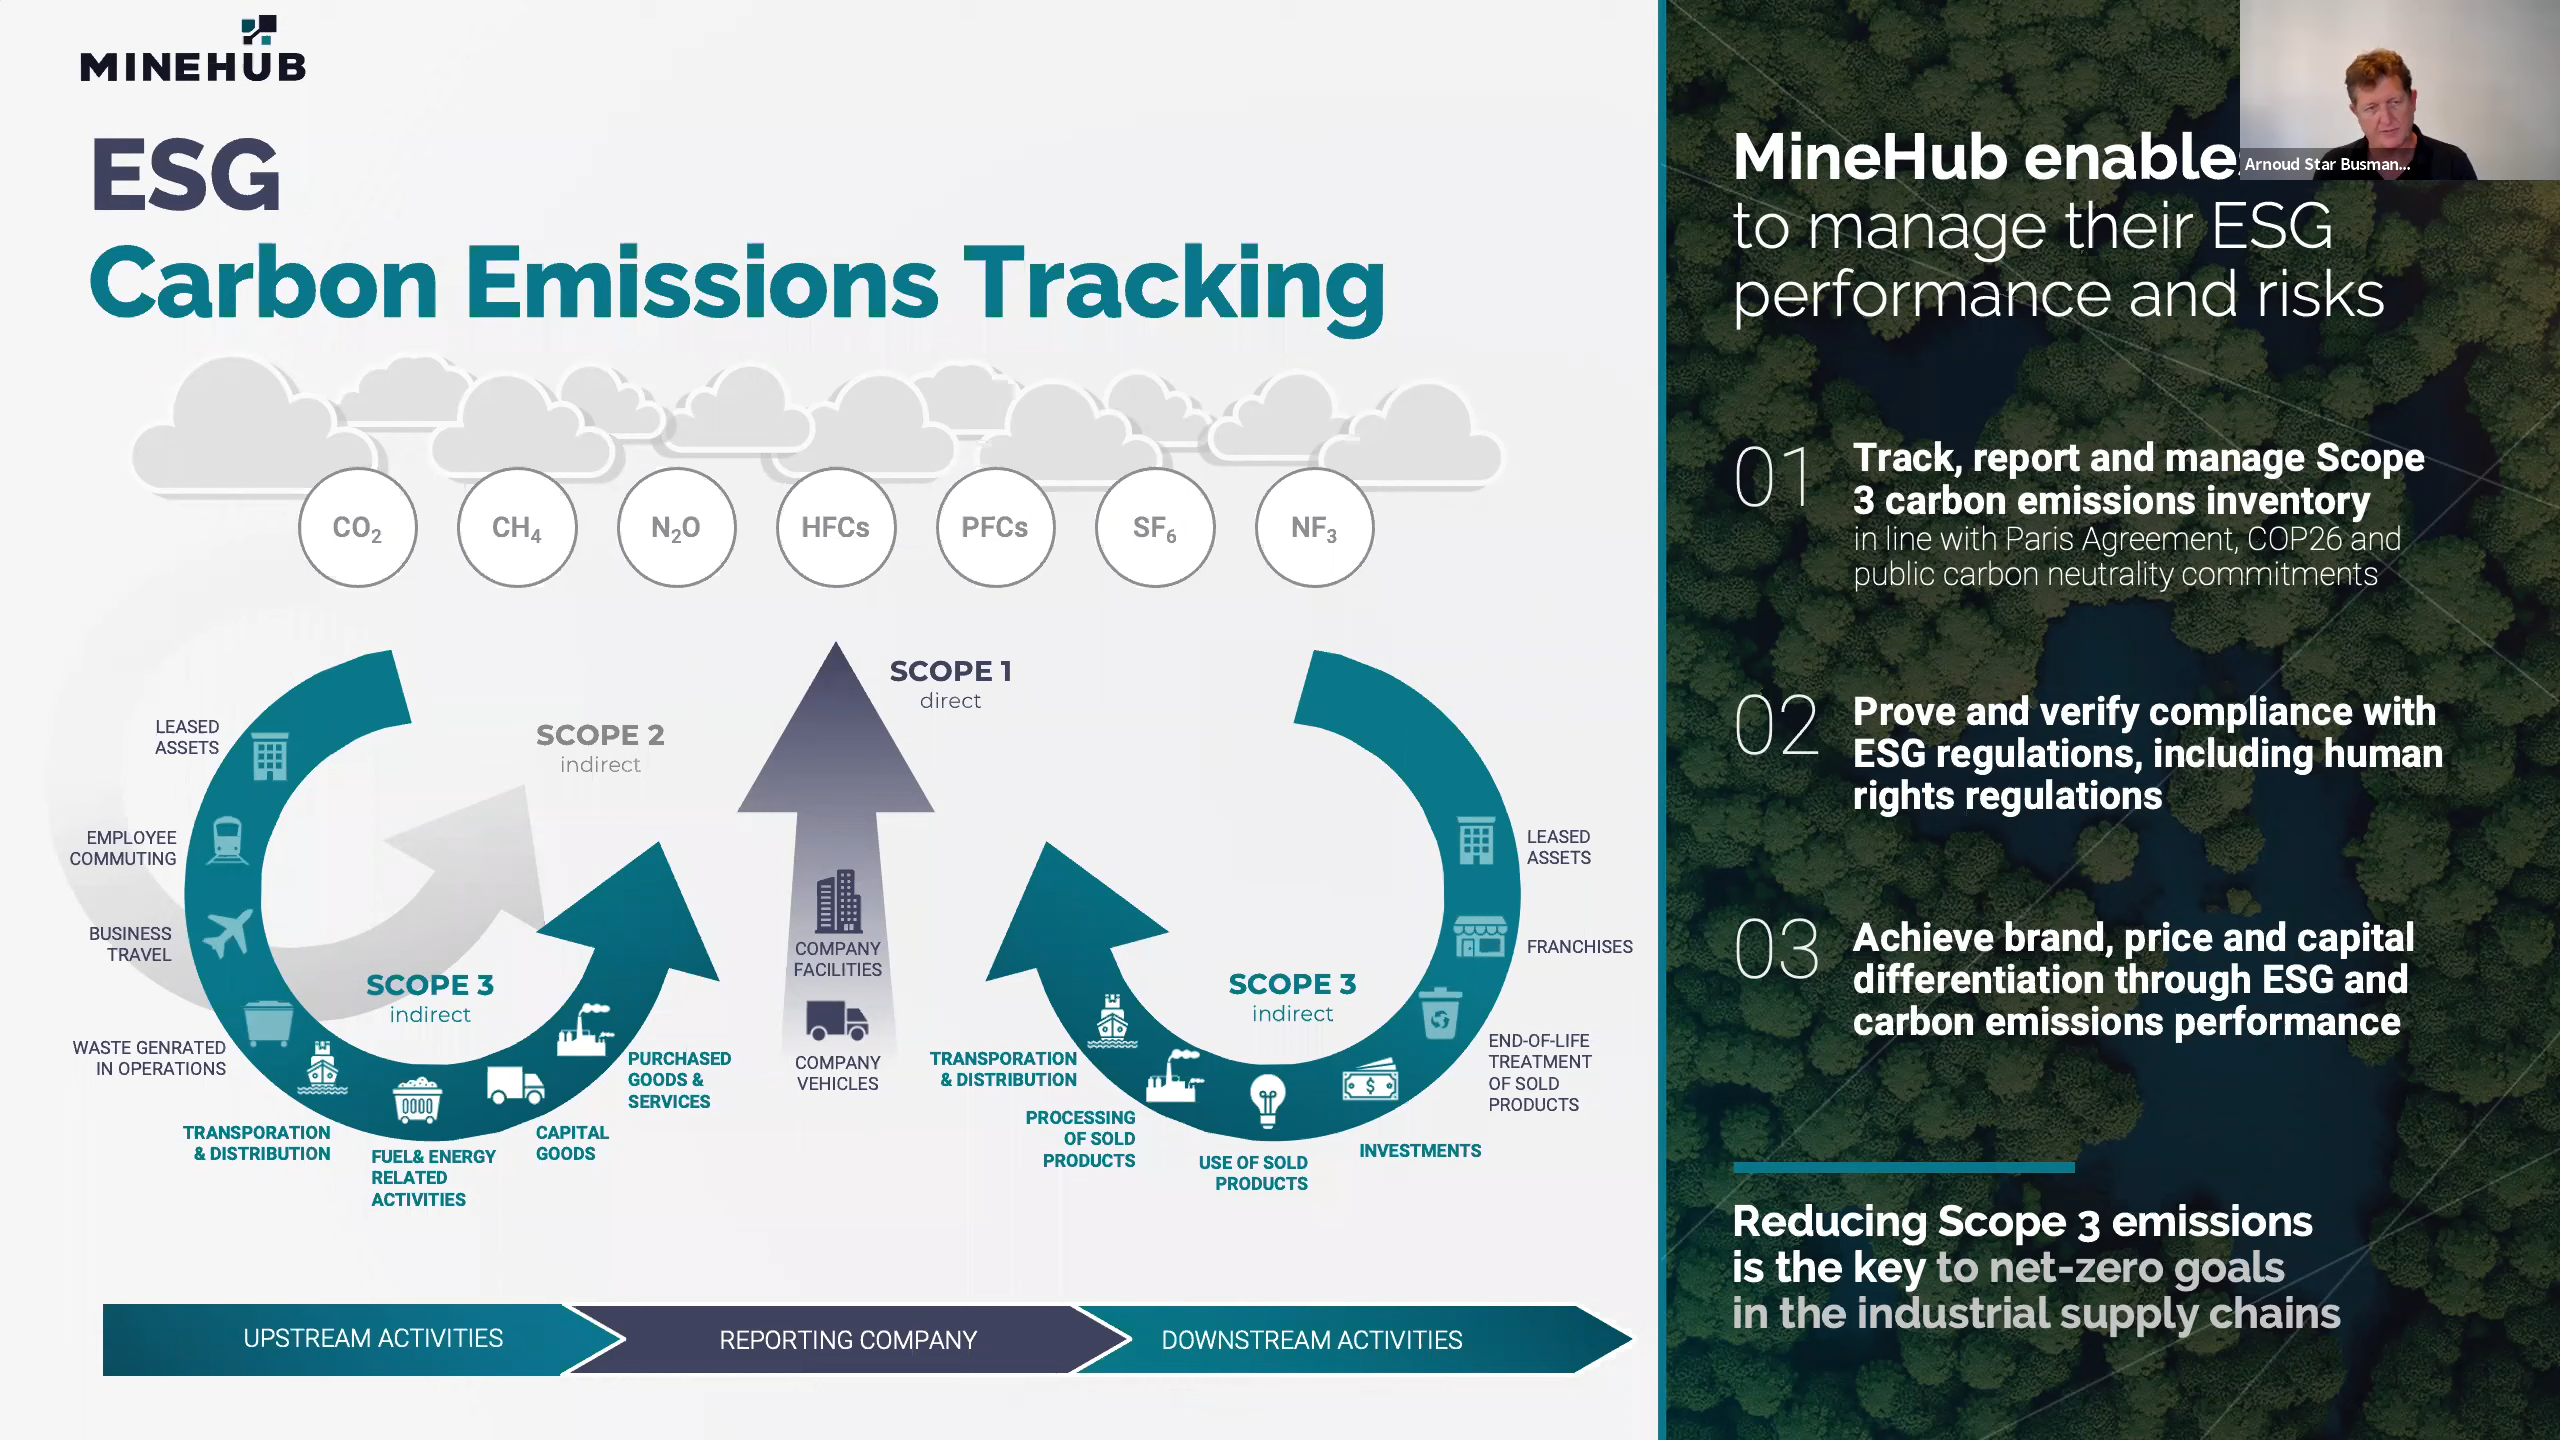 MINEHUB
ESG
Carbon Emissions Tracking
CO2
CH4
N2O
HFCs
PFCs
SF6
NF3
SCOPE 1
direct
SCOPE 2
indirect
LEASED
ASSETS
EMPLOYEE
COMMUTING
BUSINESS
TRAVEL
WASTE GENRATED
IN OPERATIONS
TRANSPORATION
& DISTRIBUTION
FUEL& ENERGY
RELATED
ACTIVITIES
CAPITAL
GOODS
PURCHASED
GOODS &
SERVICES
SCOPE 3
indirect
COMPANY
FACILITIES
COMPANY
VEHICLES
SCOPE 3
indirect
TRANSPORATION
& DISTRIBUTION
PROCESSING
OF SOLD
PRODUCTS
USE OF SOLD
PRODUCTS
INVESTMENTS
END-OF-LIFE
TREATMENT
OF SOLD
PRODUCTS
FRANCHISES
LEASED
ASSETS
UPSTREAM ACTIVITIES
REPORTING COMPANY
DOWNSTREAM ACTIVITIES
Arnoud Star Busman...
MineHub enable
to manage their ESG
performance and risks
01
Track, report and manage Scope
3 carbon emissions inventory
in line with Paris Agreement, COP26 and
public carbon neutrality commitments
02
Prove and verify compliance with
ESG regulations, including human
rights regulations
03
Achieve brand, price and capital
differentiation through ESG and
carbon emissions performance
Reducing Scope 3 emissions
is the key to net-zero goals
in the industrial supply chains